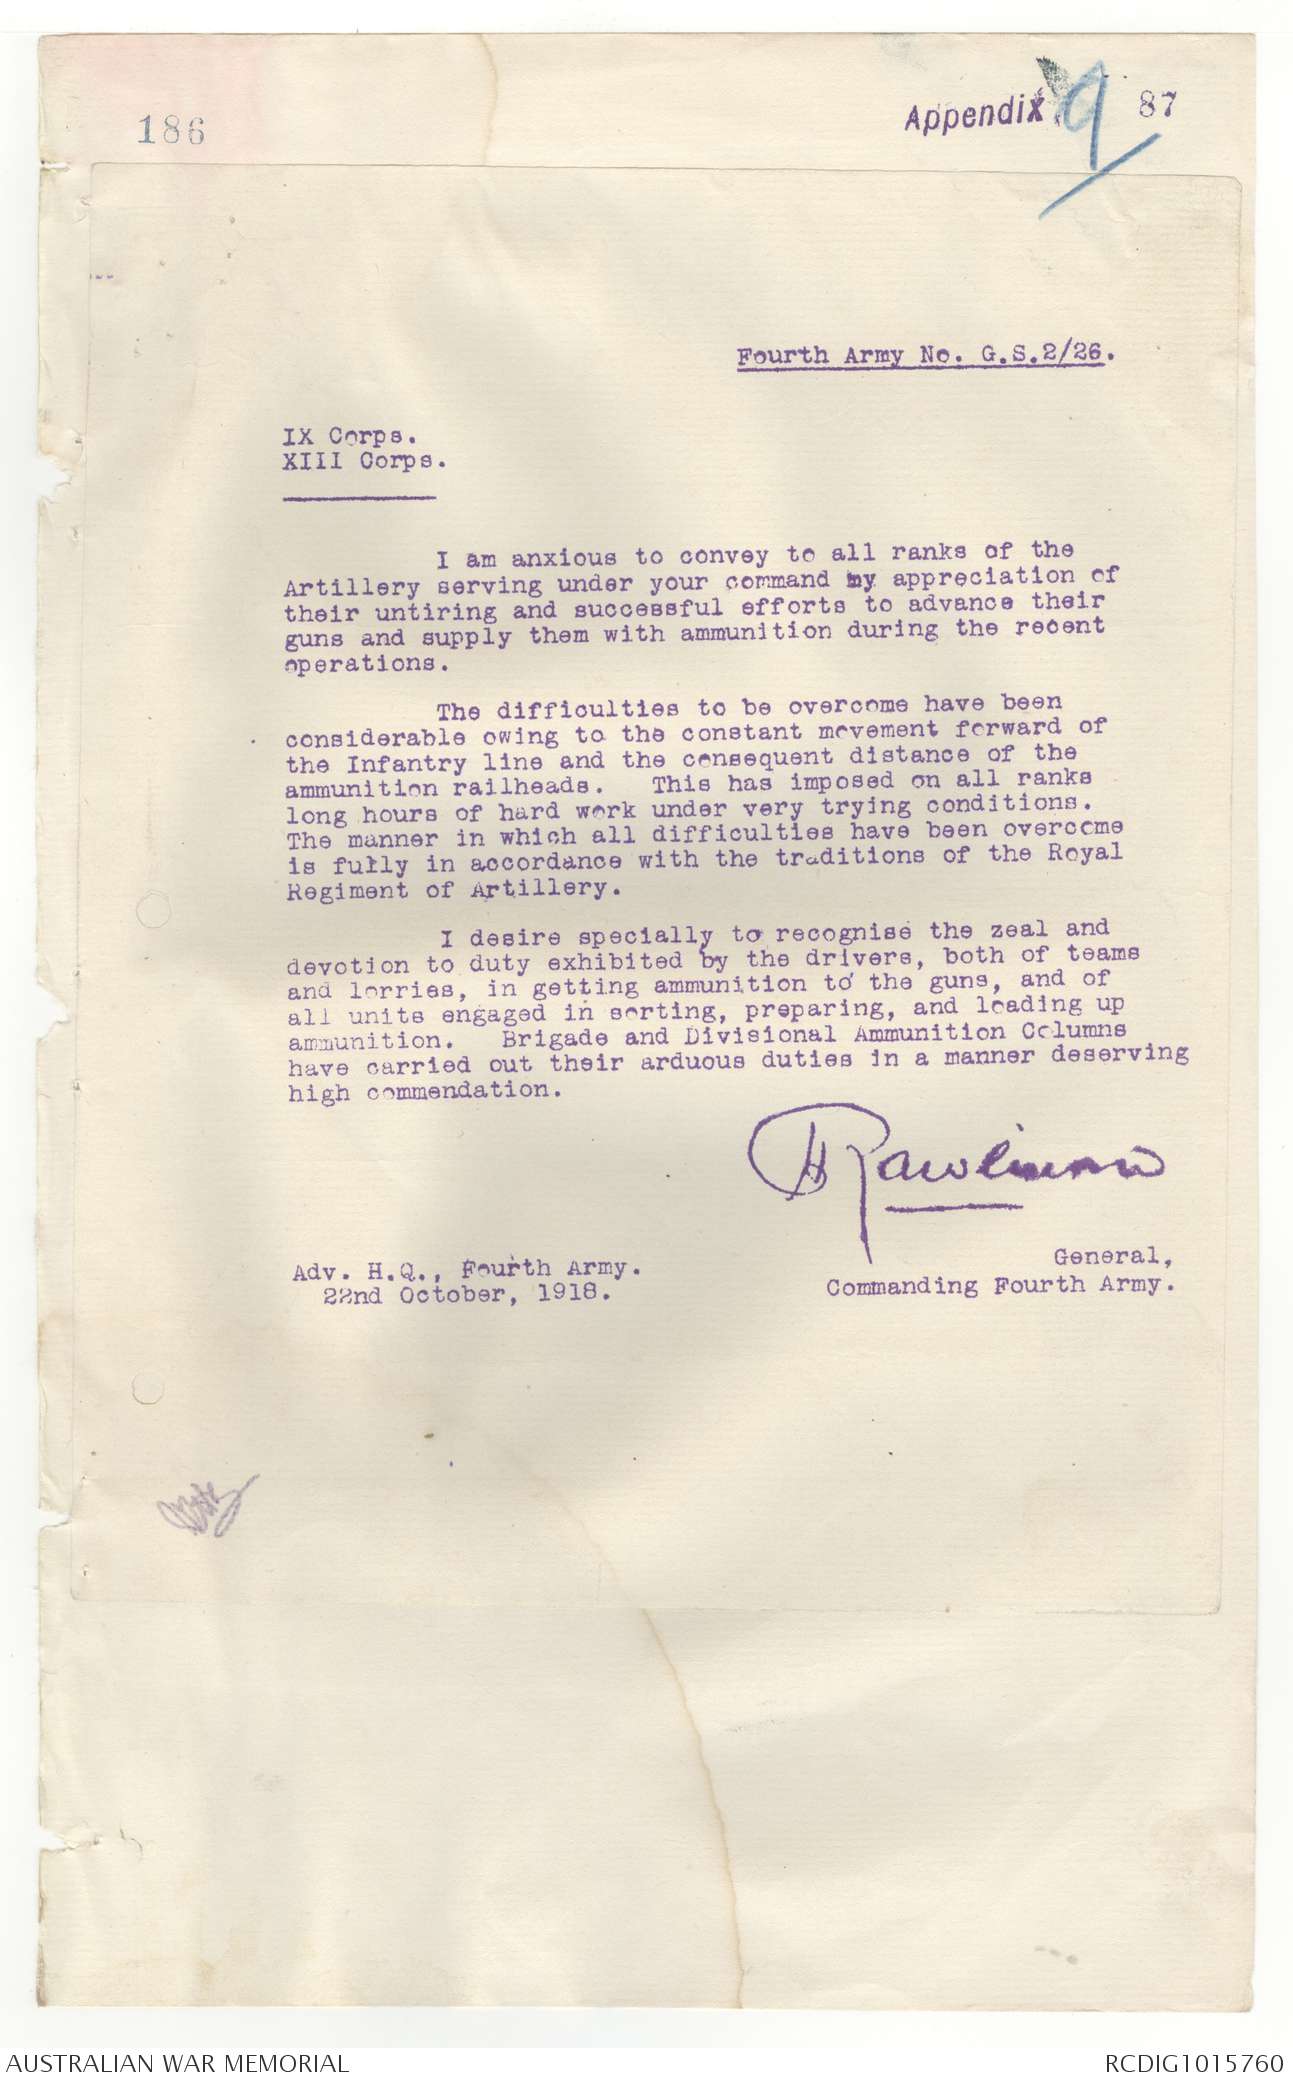 186
Appendix 9 87
Fourth Army No. G.S.2/26.
IX Corps.
XIII Corps.
I am anxious to convey to all ranks of the
Artillery serving under your command my appreciation of
their untiring and successful efforts to advance their
guns and supply them with ammunition during the recent
operations.
The difficulties to be overcome have been
considerable owing to the constant movement forward of
the Infantry line and the consequent distance of the
ammunition railheads. This has imposed on all ranks
long hours of hard work under very trying conditions.
The manner in which all difficulties have been overcome
is fully in accordance with the traditions of the Royal
Regiment of Artillery.
I desire specially to recognise the zeal and
devotion to duty exhibited by the drivers, both of teams
and lorries, in getting ammunition to the guns, and of
all units engaged in sorting, preparing, and loading up
ammunition. Brigade and Divisional Ammunition Columns
have carried out their arduous duties in a manner deserving
high commendation.
H Rawlinson
General,
Adv. H.Q., Fourth Army.
Commanding Fourth Army.
22nd October, 1918.
AUSTRALIAN WAR MEMORIAL
RCDIG1015760